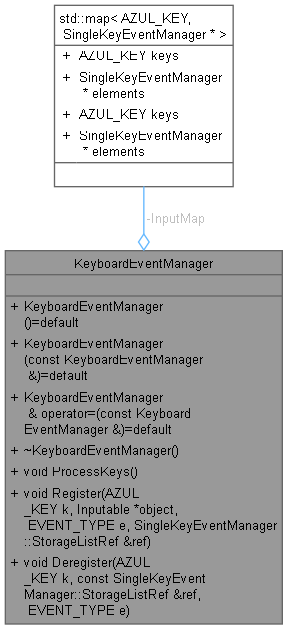 std::map< AZUL_KEY,
SingleKeyEventManager * >
+ AZUL_KEY keys
+ SingleKeyEventManager
* elements
+ AZUL_KEY keys
+ SingleKeyEventManager
* elements
-InputMap
KeyboardEventManager
+ KeyboardEventManager
()=default
+ KeyboardEventManager
(const KeyboardEventManager
&)=default
+ KeyboardEventManager
& operator=(const Keyboard
EventManager &)=default
+ ~KeyboardEventManager()
+ void ProcessKeys()
+ void Register(AZUL
_KEY k, Inputable *object,
EVENT_TYPE e, SingleKeyEventManager
::StorageListRef &ref)
+ void Deregister(AZUL
_KEY k, const SingleKeyEvent
Manager::StorageListRef &ref,
EVENT_TYPE e)